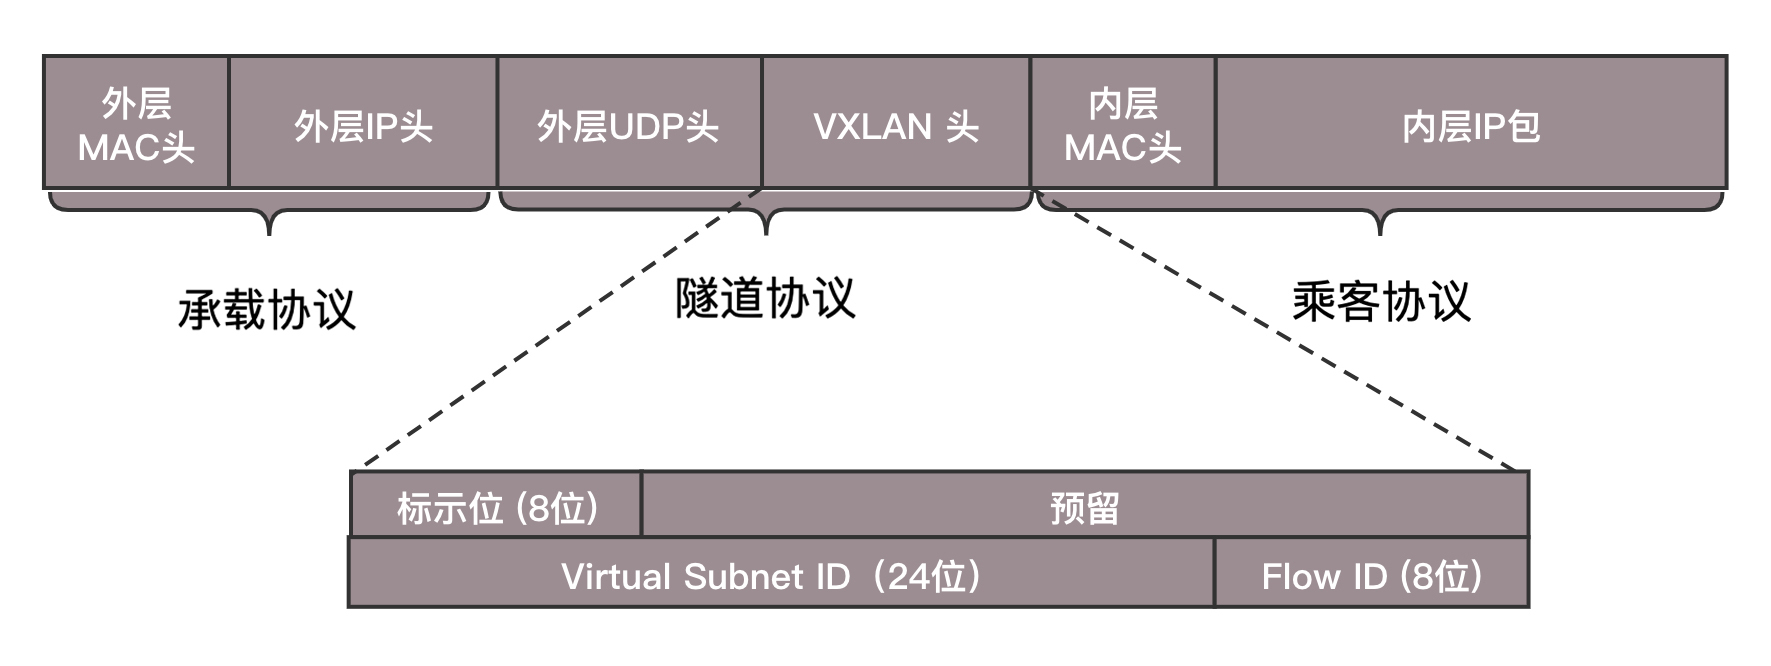 外层
MAC头
外层IP头
外层UDP头
VXLAN 头
内层
MAC头
内层IP包
承载协议
隧道协议
乘客协议
标示位 (8位)
预留
Virtual Subnet ID（24位）
Flow ID (8位)